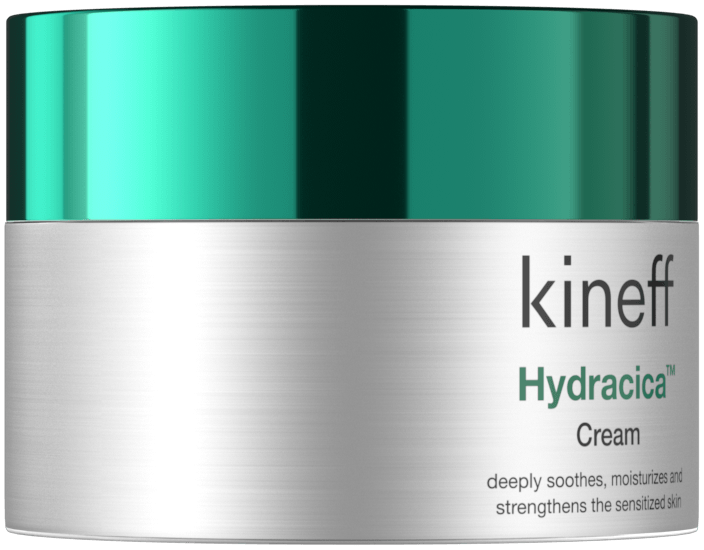 kineff
Hydracica™
Cream
deeply soothes, moisturizes and
strengthens the sensitized skin